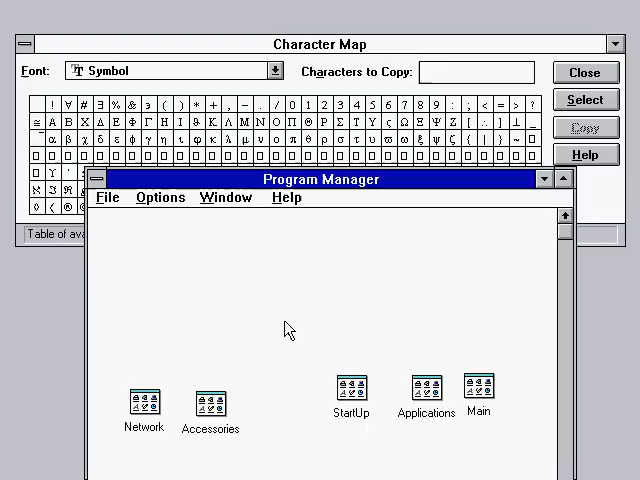 Character Map
Font: Symbol
Characters to Copy:
Close
! ∀ # ∃ % & ∍ ( ) * + , − . / 0 1 2 3 4 5 6 7 8 9 : ; < = > ?
Select
≅ Α Β Χ Δ Ε Φ Γ Η Ι ϑ Κ Λ Μ Ν Ο Π Θ Ρ Σ Τ Υ ς Ω Ξ Ψ Ζ [ ∴ ] ⊥ _
Copy
‾ α β χ δ ε φ γ η ι φ κ λ μ ν ο π θ ρ σ τ υ ϖ ω ξ ψ ζ { | } ~
Help
Program Manager
File Options Window Help
Table of ava
Network
Accessories
StartUp
Applications
Main